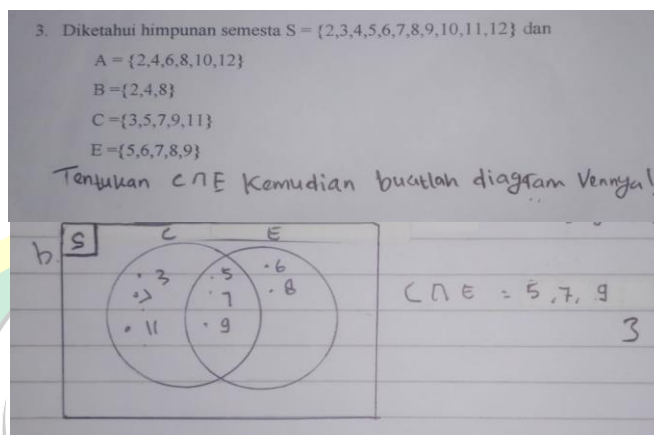 3. Diketahui himpunan semesta S = {2,3,4,5,6,7,8,9,10,11,12} dan
A = {2,4,6,8,10,12}
B ={2,4,8}
C ={3,5,7,9,11}
E ={5,6,7,8,9}
Tentukan C∩E Kemudian buatlah diagram Vennya!
b. S C E
. 3 . 5 . 6
. 7 . 8
. 11 . 9
C ∩ E = 5, 7, 9
3